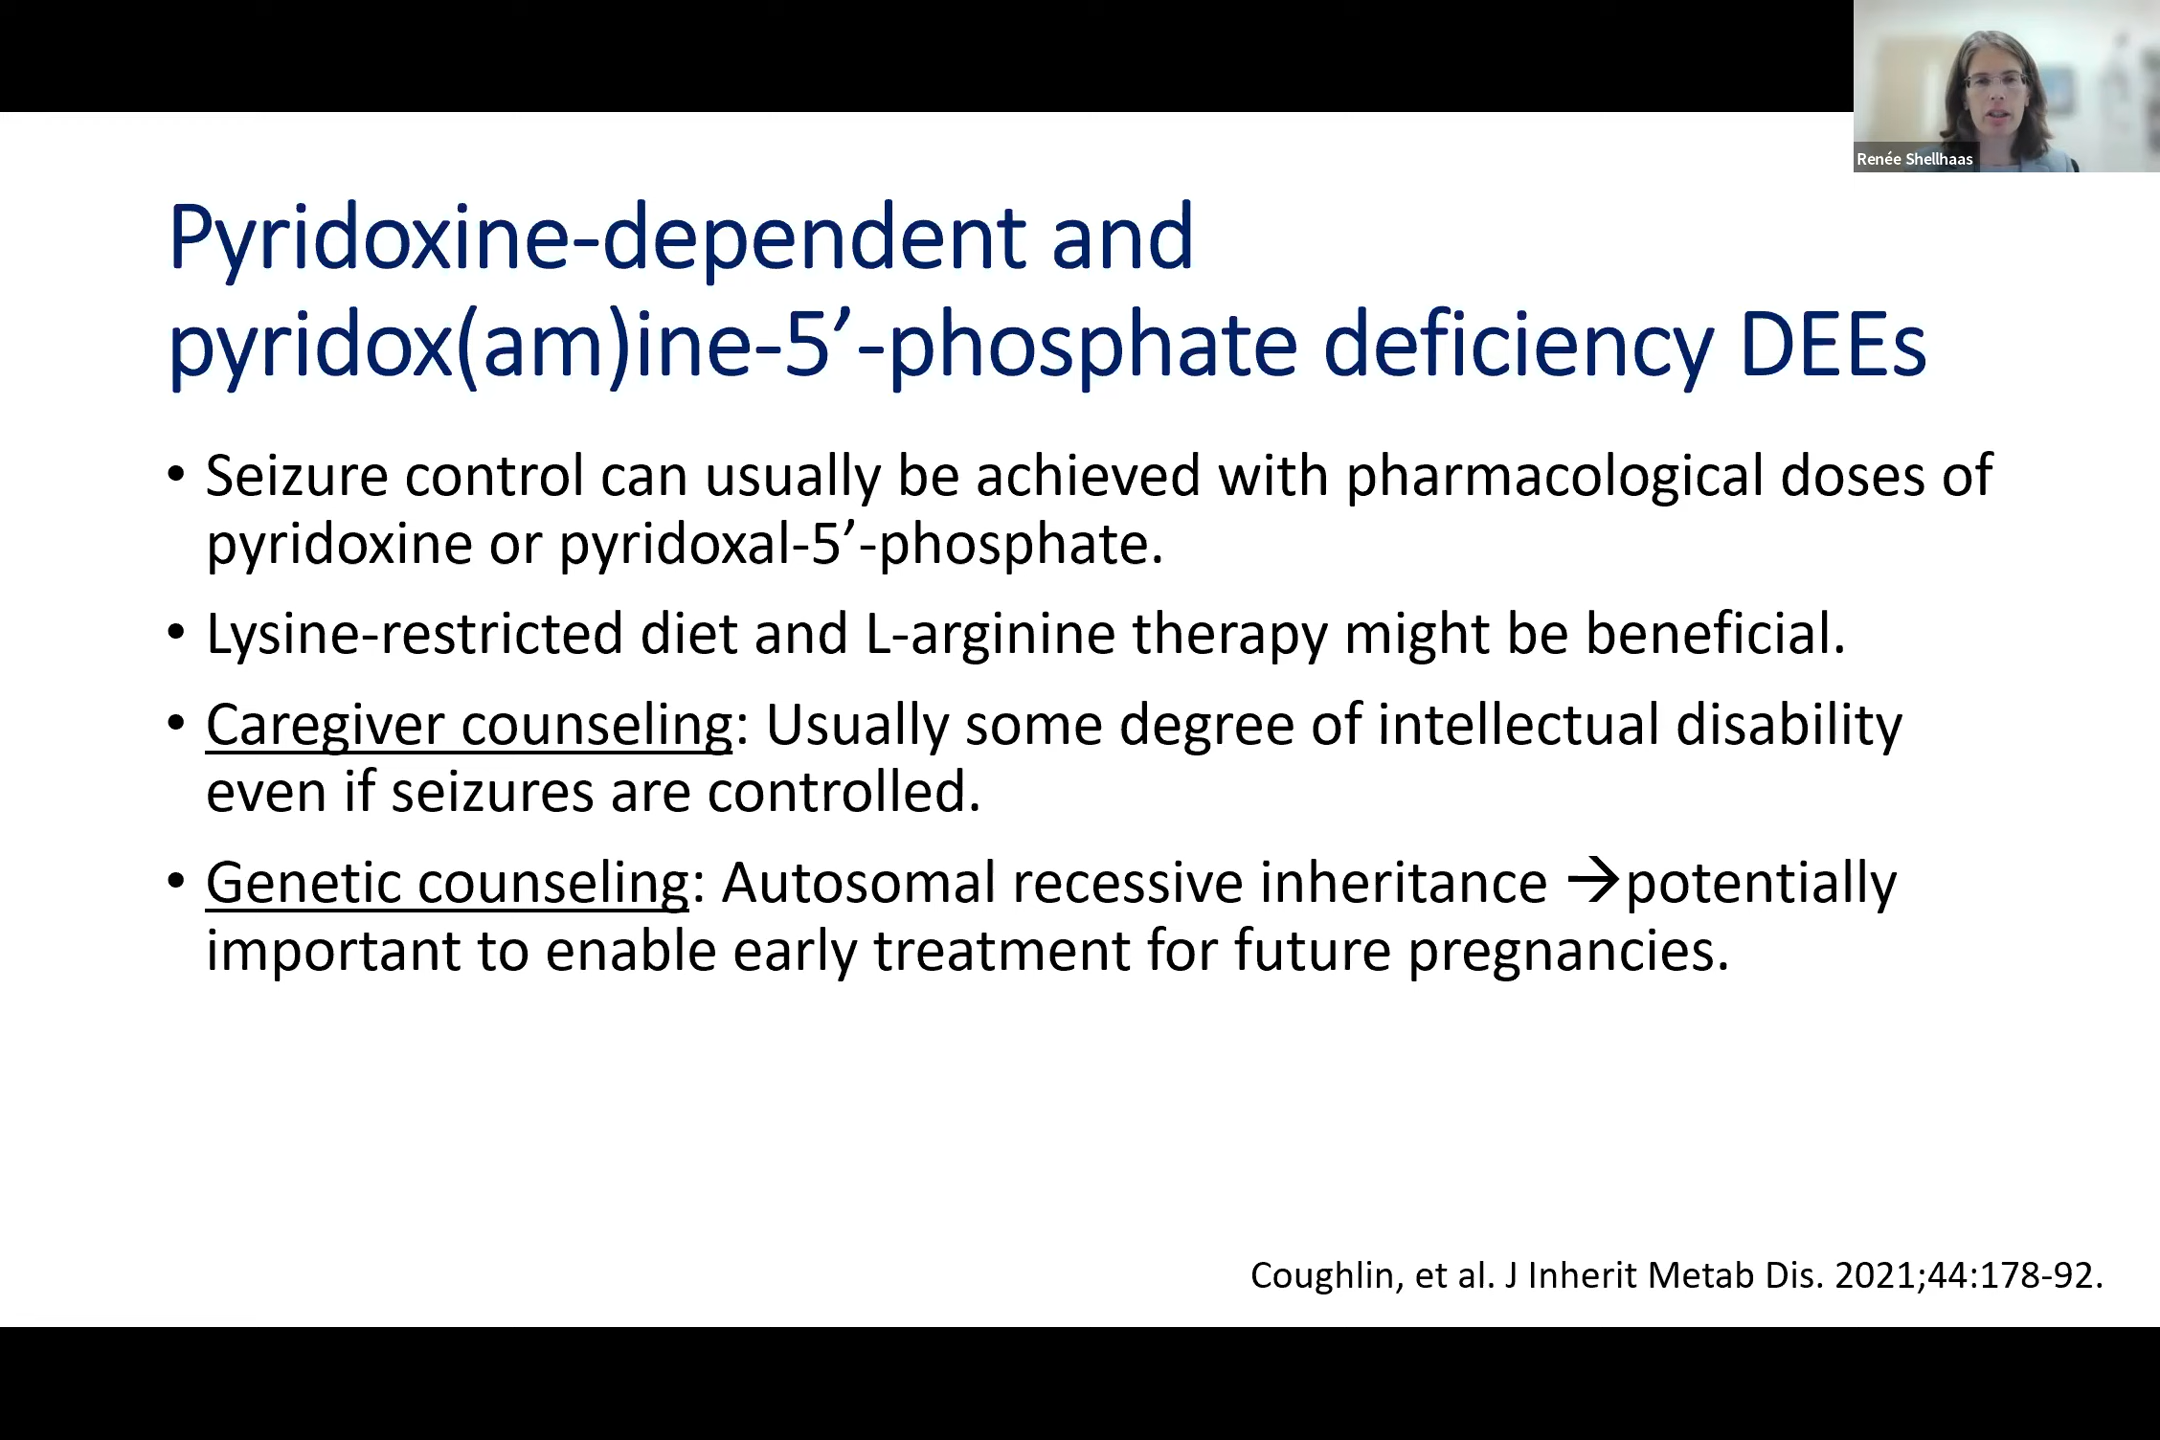 Renée Shellhaas
Pyridoxine-dependent and
pyridox(am)ine-5′-phosphate deficiency DEEs
• Seizure control can usually be achieved with pharmacological doses of
pyridoxine or pyridoxal-5′-phosphate.
• Lysine-restricted diet and L-arginine therapy might be beneficial.
• Caregiver counseling: Usually some degree of intellectual disability
even if seizures are controlled.
• Genetic counseling: Autosomal recessive inheritance →potentially
important to enable early treatment for future pregnancies.
Coughlin, et al. J Inherit Metab Dis. 2021;44:178-92.